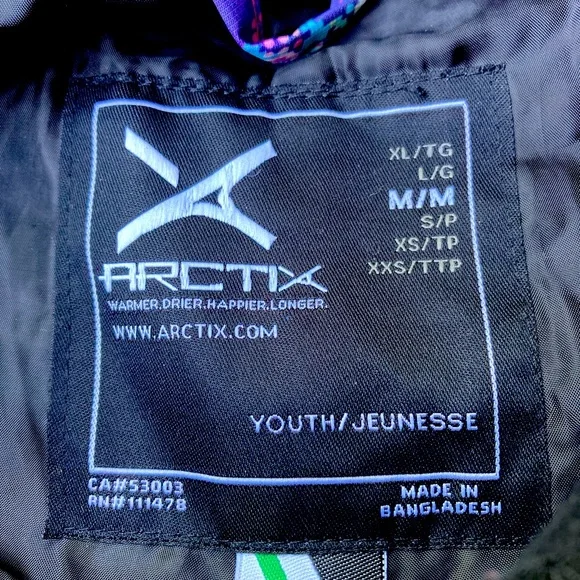 XL/TG
L/G
M/M
S/P
XS/TP
XXS/TTP
ARCTIX
WARMER.DRIER.HAPPIER.LONGER.
WWW.ARCTIX.COM
YOUTH/JEUNESSE
CA#53003
RN#111478
MADE IN
BANGLADESH